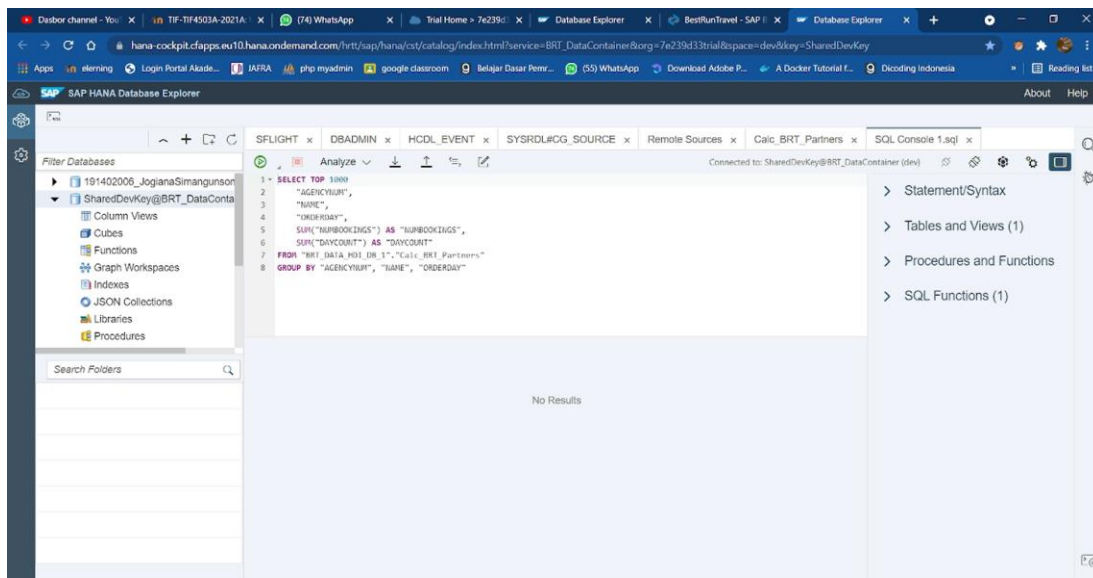 Dasbor channel - You
TIF-TIF4503A-2021A:
(74) WhatsApp
Trial Home > 7e239d
Database Explorer
BestRunTravel - SAP
Database Explorer
hana-cockpit.cfapps.eu10.hana.ondemand.com/hrtt/sap/hana/cst/catalog/index.html?service=BRT_DataContainer&org=7e239d33trial&space=dev&key=SharedDevKey
Apps
elerning
Login Portal Akade...
JAFRA
php myadmin
google classroom
Belajar Dasar Pemr...
(55) WhatsApp
Download Adobe P...
A Docker Tutorial f...
Dicoding Indonesia
»
Reading list
SAP SAP HANA Database Explorer
About Help
SFLIGHT
DBADMIN
HCDL_EVENT
SYSRDL#CG_SOURCE
Remote Sources
Calc_BRT_Partners
SQL Console 1.sql
Filter Databases
Analyze
Connected to: SharedDevKey@BRT_DataContainer (dev)
191402006_JogianaSimangunson
SharedDevKey@BRT_DataConta
Column Views
Cubes
Functions
Graph Workspaces
Indexes
JSON Collections
Libraries
Procedures
Search Folders
1 SELECT TOP 1000
2 "AGENCYNUM",
3 "NAME",
4 "ORDERDAY",
5 SUM("NUMBOOKINGS") AS "NUMBOOKINGS",
6 SUM("DAYCOUNT") AS "DAYCOUNT"
7 FROM "BRT_DATA_HDI_DB_1"."Calc_BRT_Partners"
8 GROUP BY "AGENCYNUM", "NAME", "ORDERDAY"
Statement/Syntax
Tables and Views (1)
Procedures and Functions
SQL Functions (1)
No Results